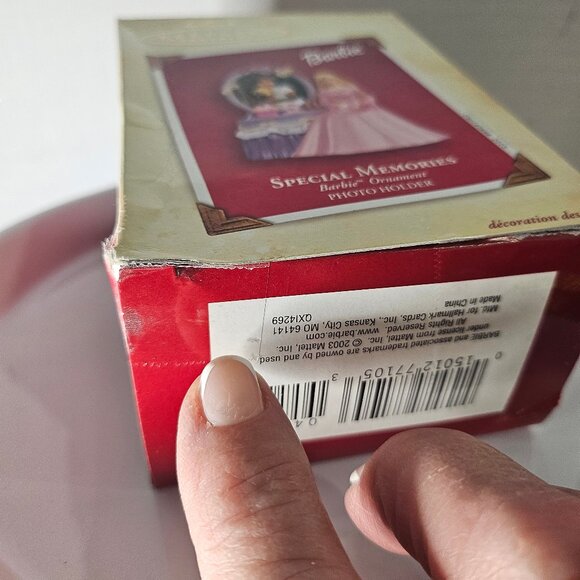 Barbie
SPECIAL MEMORIES
Barbie™ Ornament
PHOTO HOLDER
décoration des
BARBIE and associated trademarks are owned by and used
under license from Mattel, Inc. © 2003 Mattel, Inc.
All Rights Reserved. www.barbie.com
Mfd. for Hallmark Cards, Inc., Kansas City, MO 64141
Made in China QXI4269
0 15012 77105 3